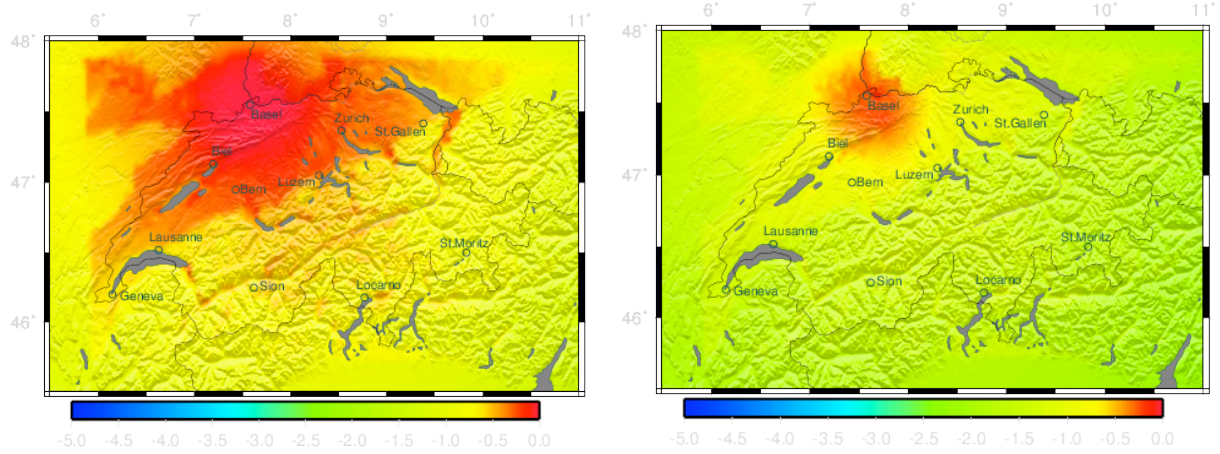 6° 7° 8° 9° 10° 11°
48°
47°
46°
Basel
Zurich
St.Gallen
Biel
Luzern
Bern
Lausanne
St.Moritz
Geneva
Sion
Locarno
-5.0 -4.5 -4.0 -3.5 -3.0 -2.5 -2.0 -1.5 -1.0 -0.5 0.0
6° 7° 8° 9° 10° 11°
48°
47°
46°
Basel
Zurich
St.Gallen
Biel
Luzern
Bern
Lausanne
St.Moritz
Geneva
Sion
Locarno
-5.0 -4.5 -4.0 -3.5 -3.0 -2.5 -2.0 -1.5 -1.0 -0.5 0.0